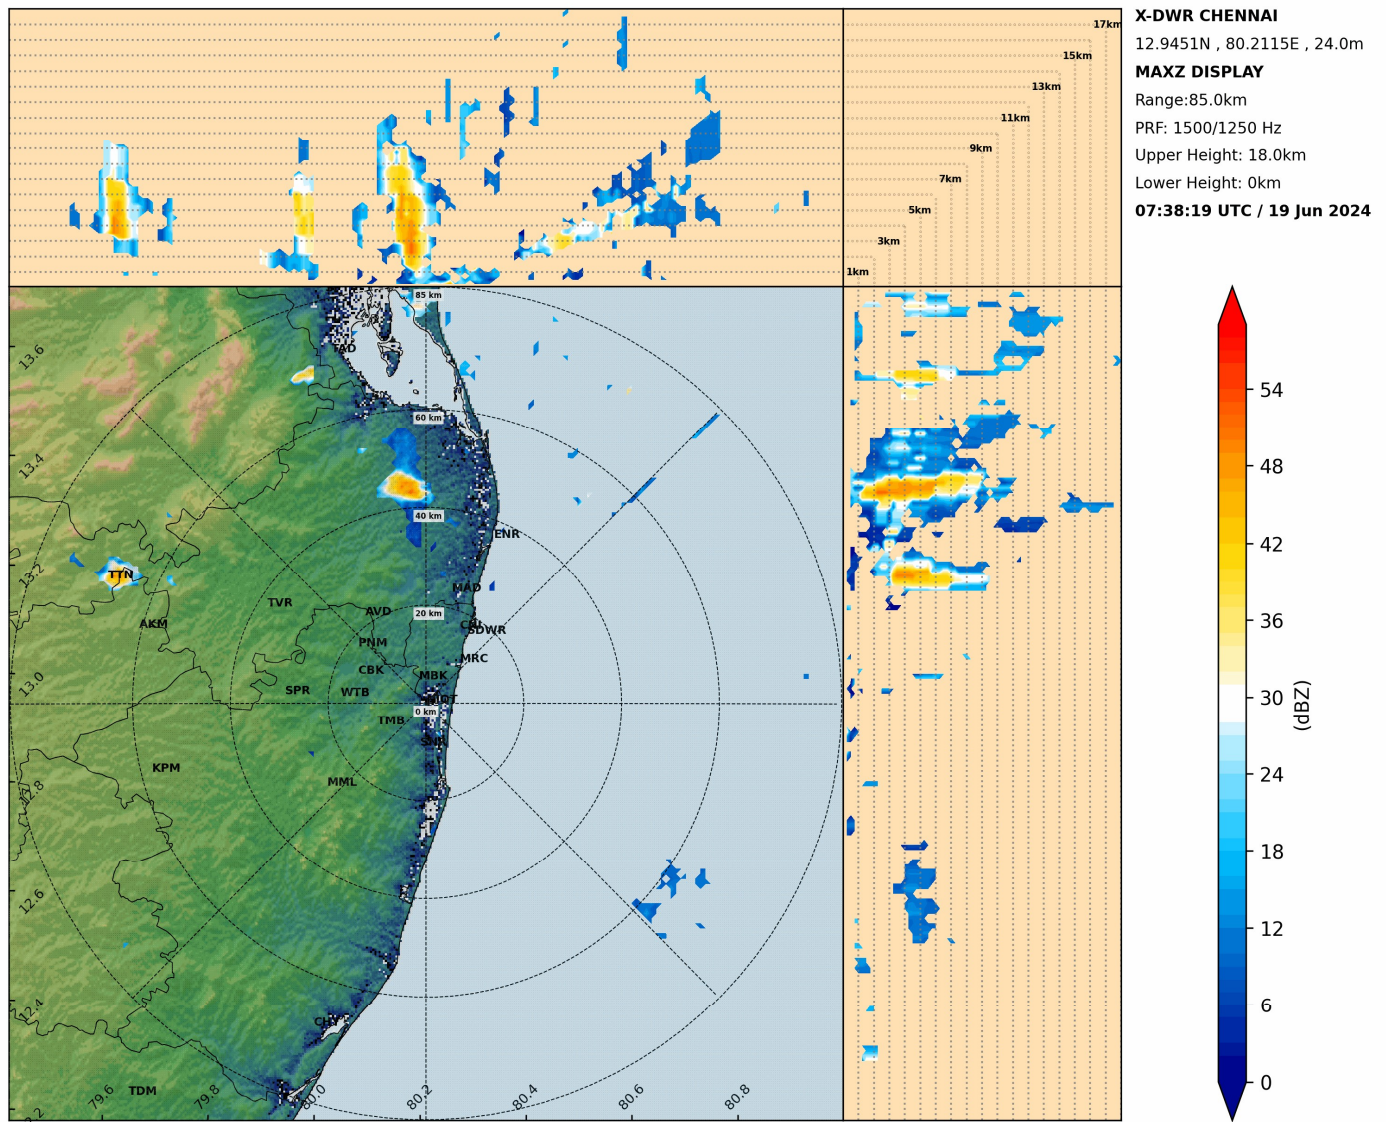 X-DWR CHENNAI
12.9451N , 80.2115E , 24.0m
MAXZ DISPLAY
Range:85.0km
PRF: 1500/1250 Hz
Upper Height: 18.0km
Lower Height: 0km
07:38:19 UTC / 19 Jun 2024
17km
15km
13km
11km
9km
7km
5km
3km
1km
85 km
60 km
40 km
20 km
0 km
13.6
13.4
13.2
13.0
12.8
12.6
12.4
79.6
79.8
80.0
80.2
80.4
80.6
80.8
ENR
TTN
MAD
TVR
AVD
AKM
SDWR
PNM
MRC
CBK
MBK
SPR
WTB
TMB
KPM
MML
TDM
54
48
42
36
30
24
18
12
6
0
(dBZ)